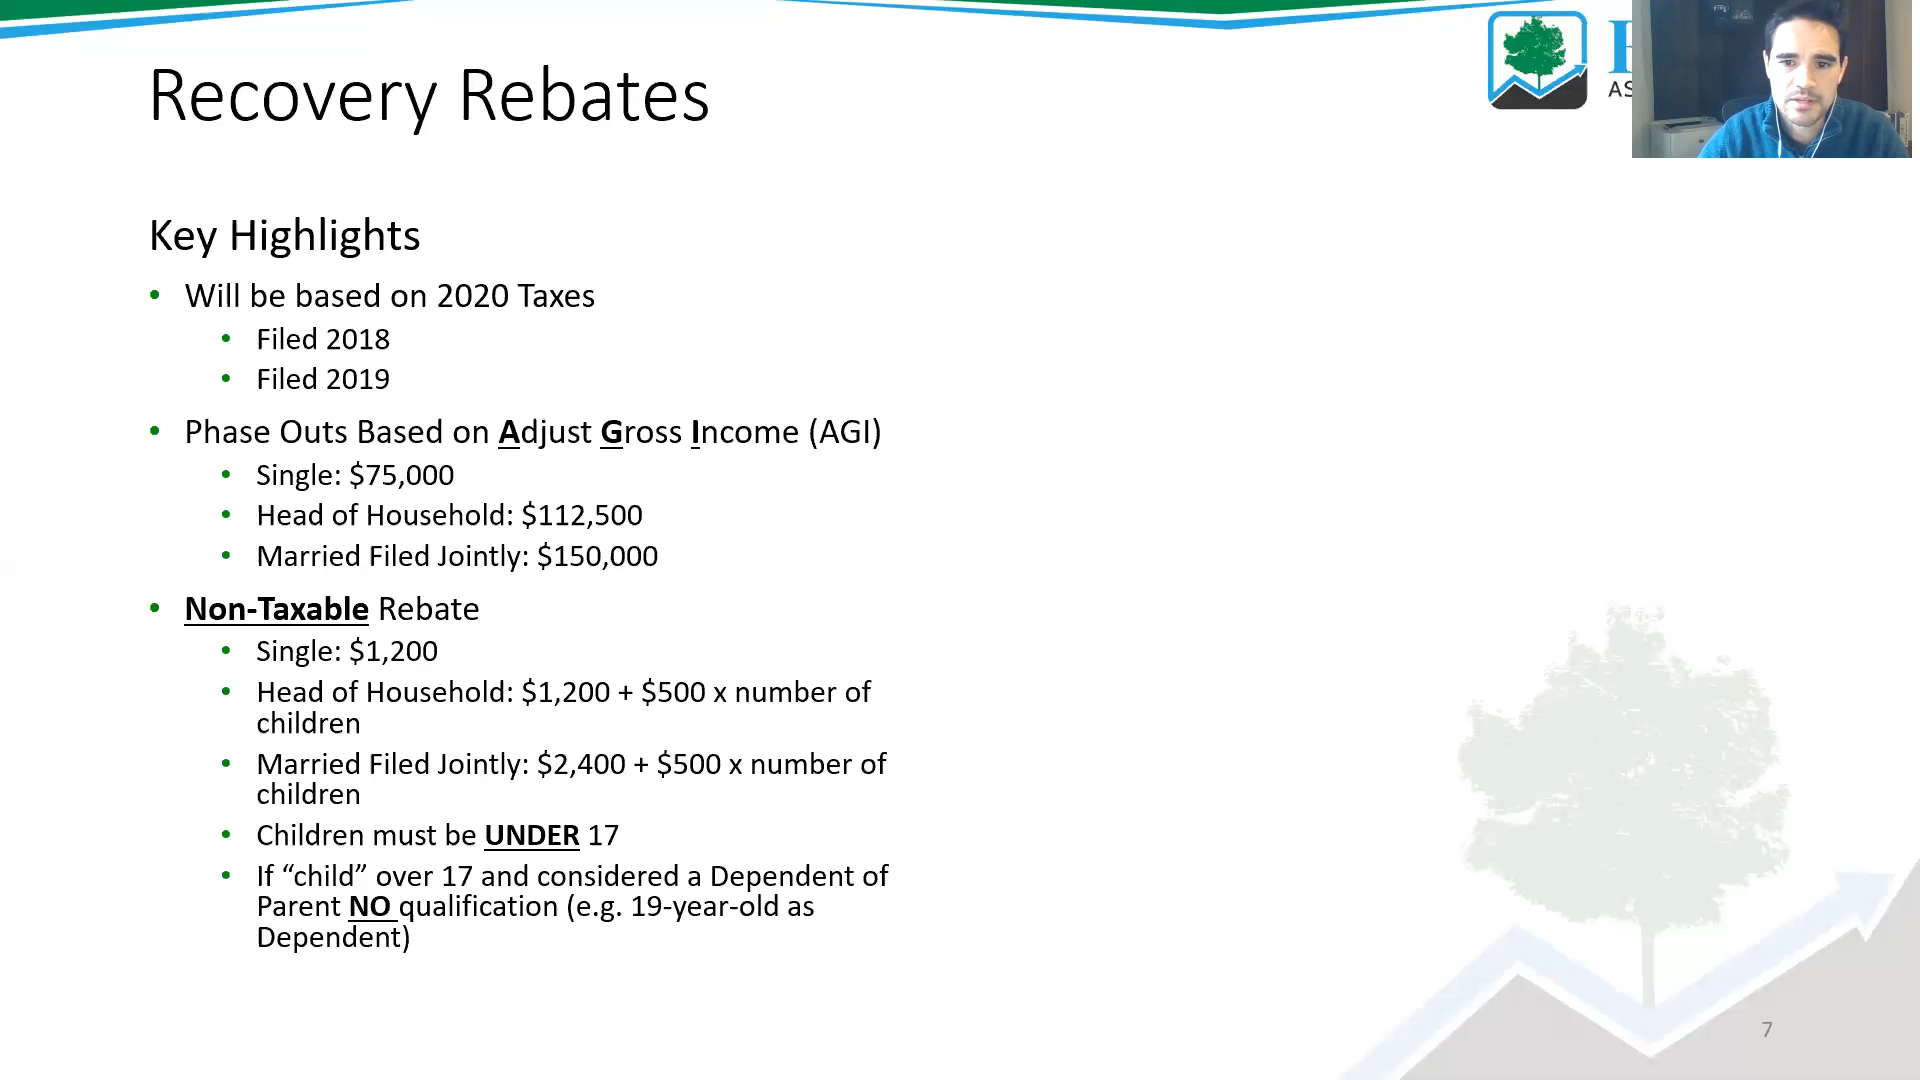 Recovery Rebates
AS
Key Highlights
• Will be based on 2020 Taxes
• Filed 2018
• Filed 2019
• Phase Outs Based on Adjust Gross Income (AGI)
• Single: $75,000
• Head of Household: $112,500
• Married Filed Jointly: $150,000
• Non-Taxable Rebate
• Single: $1,200
• Head of Household: $1,200 + $500 x number of
children
• Married Filed Jointly: $2,400 + $500 x number of
children
• Children must be UNDER 17
• If “child” over 17 and considered a Dependent of
Parent NO qualification (e.g. 19-year-old as
Dependent)
7